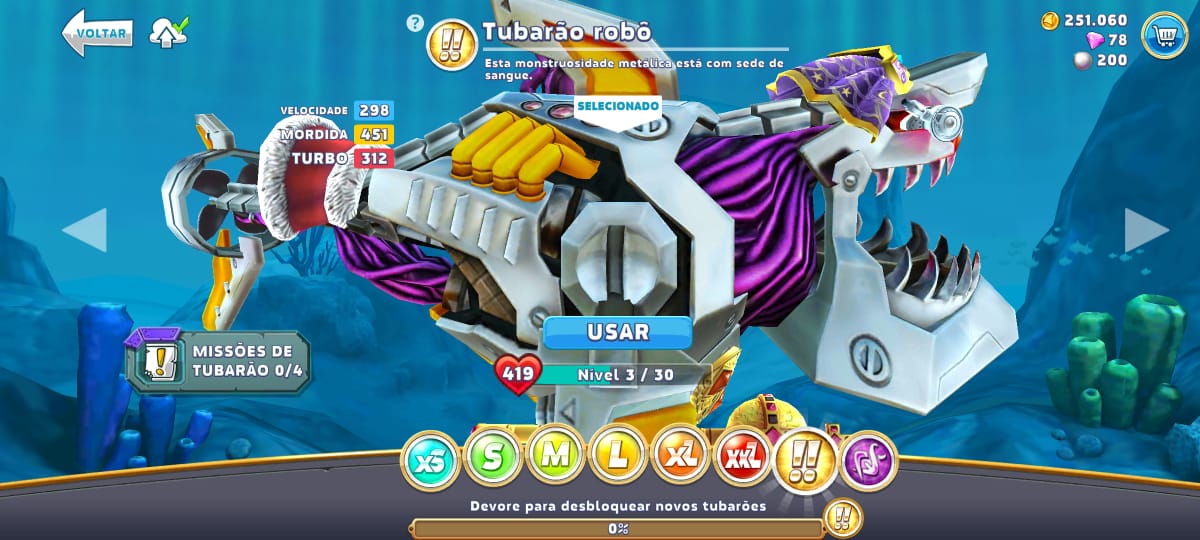 VOLTAR
?
!!
Tubarão robô
Esta monstruosidade metálica está com sede de
sangue.
251.060
78
200
SELECIONADO
VELOCIDADE 298
MORDIDA 451
TURBO 312
USAR
MISSÕES DE
TUBARÃO 0/4
419
Nível 3 / 30
XS S M L XL XXL !!
Devore para desbloquear novos tubarões
0%
!!